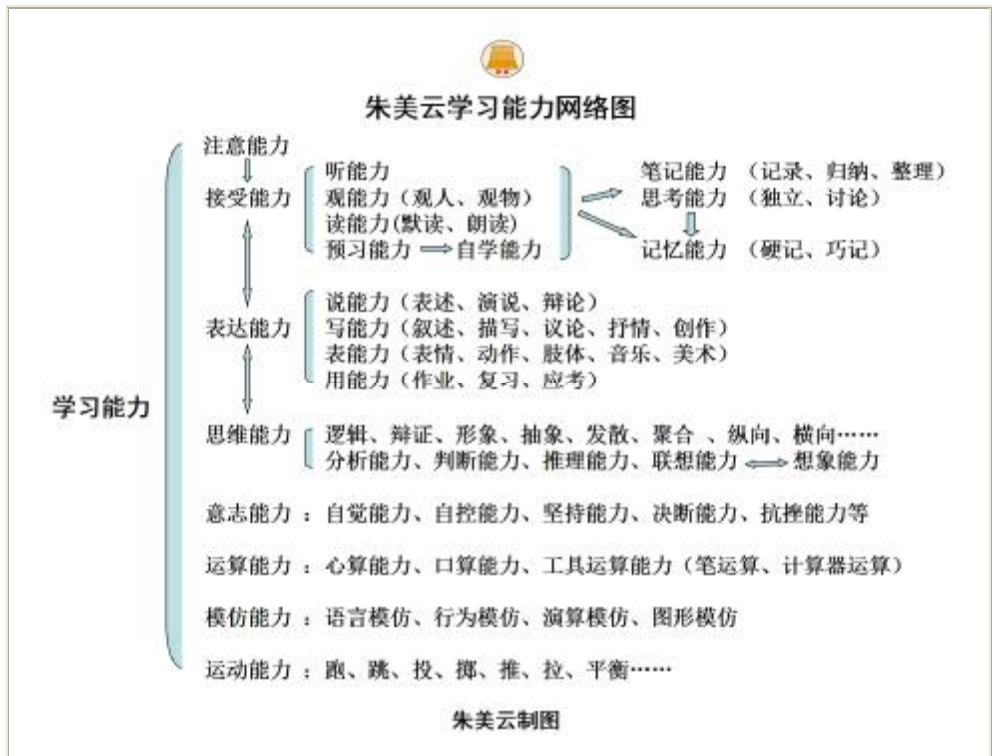 朱美云学习能力网络图
注意能力
接受能力
听能力
观能力（观人、观物）
读能力(默读、朗读)
预习能力 自学能力
笔记能力 （记录、归纳、整理）
思考能力 （独立、讨论）
记忆能力 （硬记、巧记）
表达能力
说能力（表述、演说、辩论）
写能力（叙述、描写、议论、抒情、创作）
表能力（表情、动作、肢体、音乐、美术）
用能力（作业、复习、应考）
学习能力
思维能力
逻辑、辩证、形象、抽象、发散、聚合 、纵向、横向……
分析能力、判断能力、推理能力、联想能力 想象能力
意志能力 ：自觉能力、自控能力、坚持能力、决断能力、抗挫能力等
运算能力 ：心算能力、口算能力、工具运算能力（笔运算、计算器运算）
模仿能力 ：语言模仿、行为模仿、演算模仿、图形模仿
运动能力 ：跑、跳、投、掷、推、拉、平衡……
朱美云制图